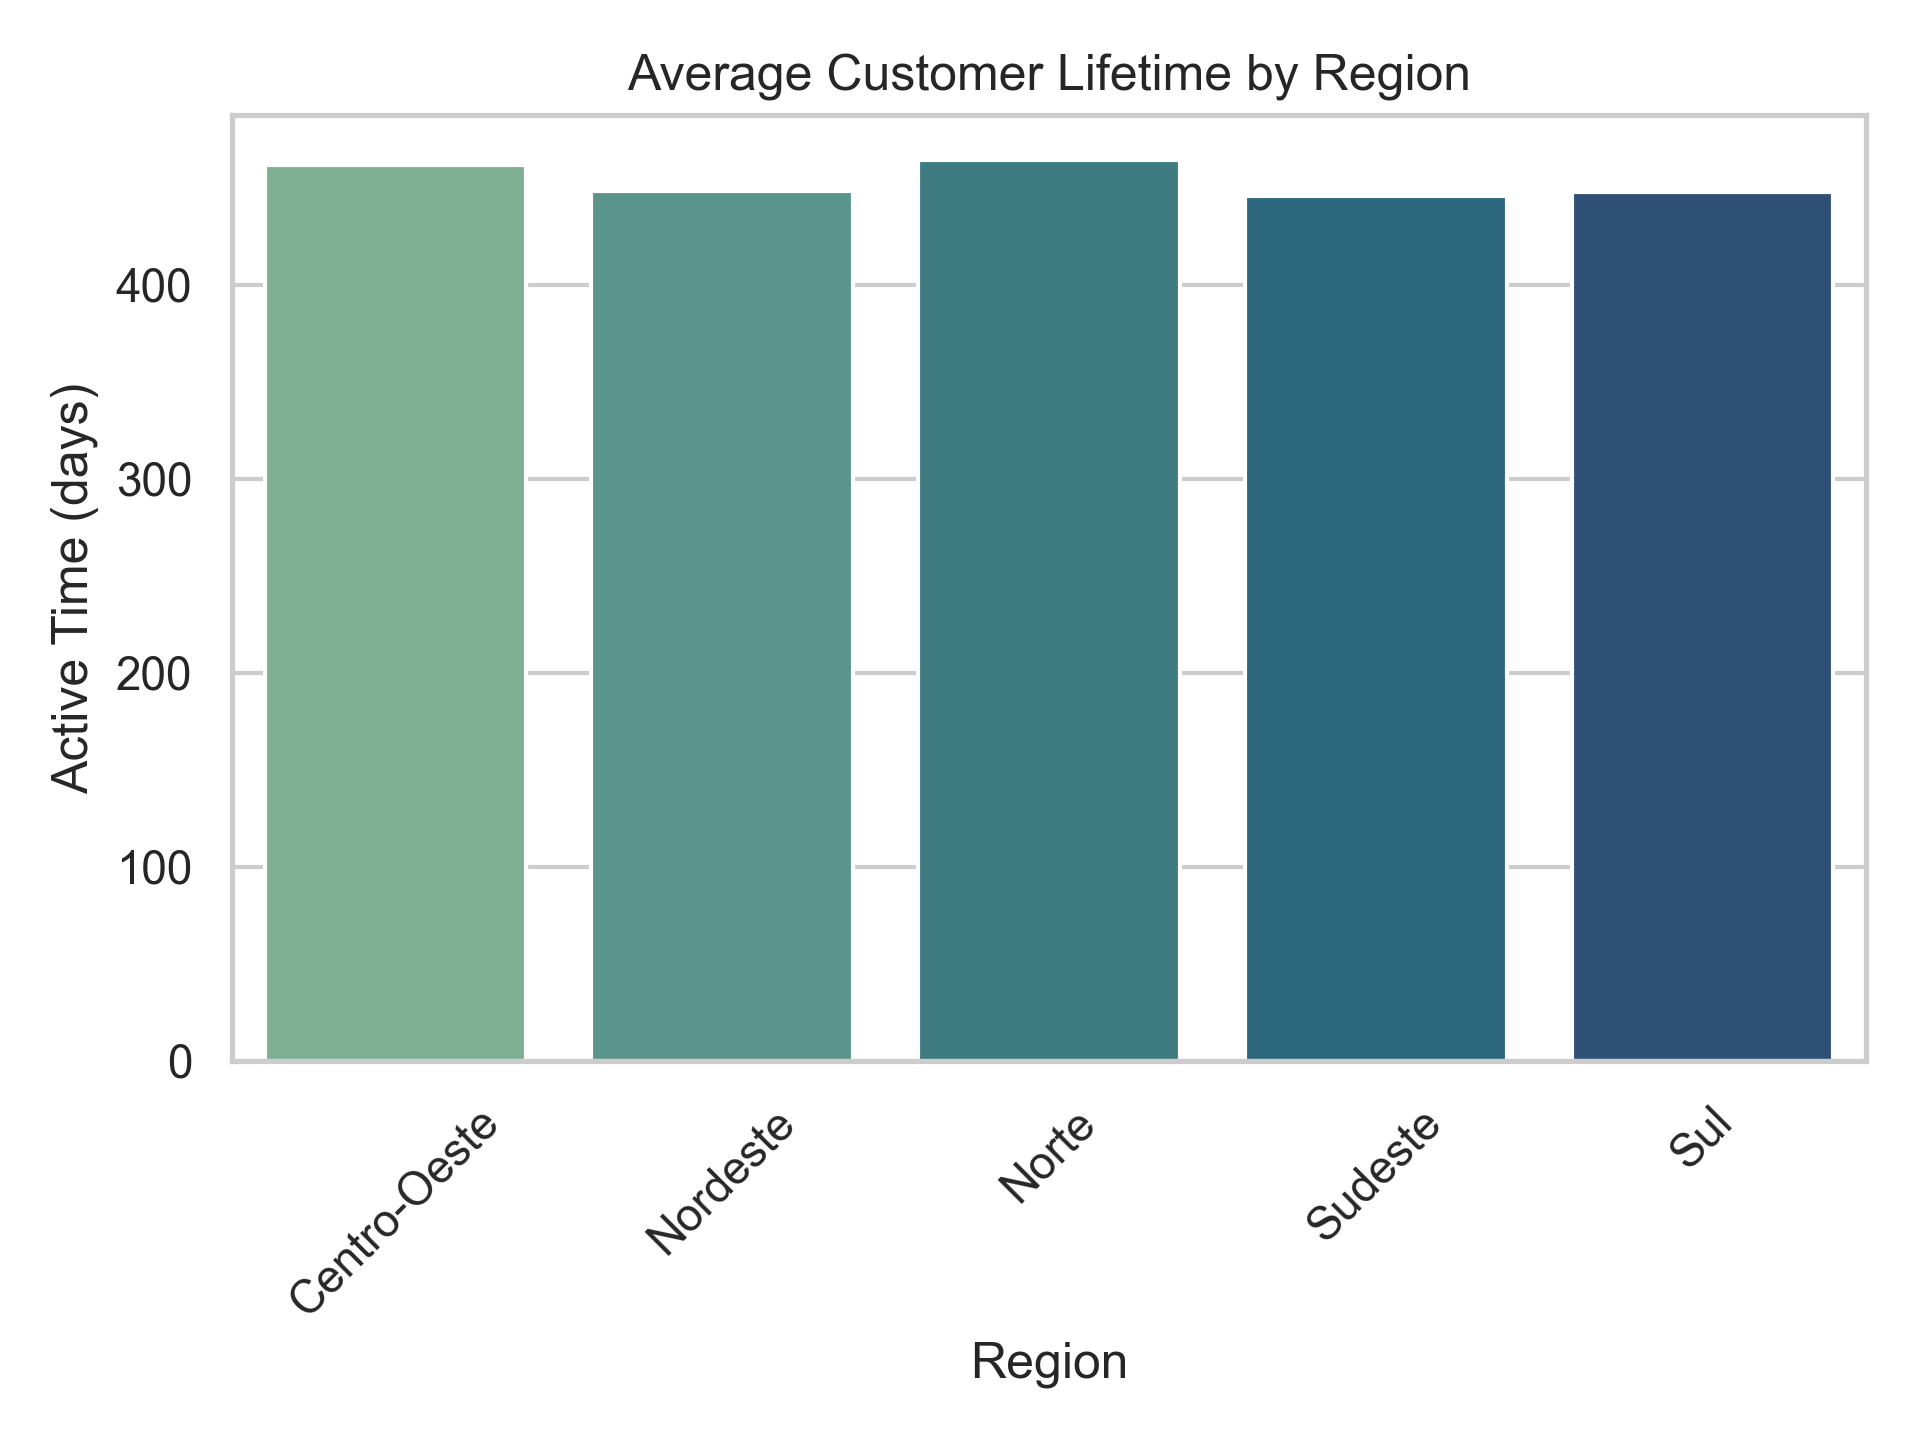 Average Customer Lifetime by Region
Active Time (days)
400
300
200
100
0
Centro-Oeste
Nordeste
Norte
Sudeste
Sul
Region